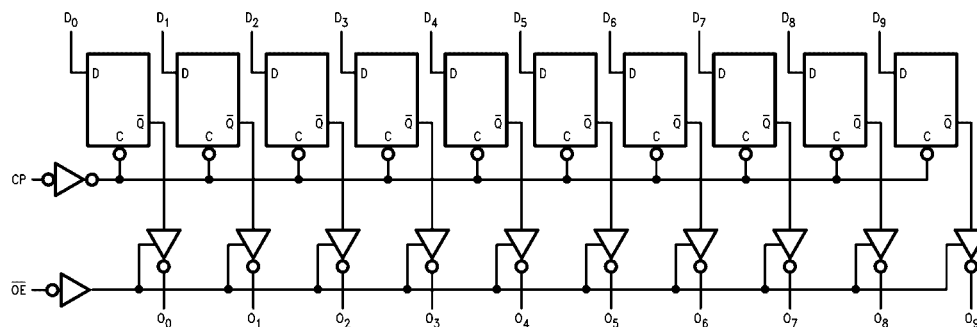 D0 D1 D2 D3 D4 D5 D6 D7 D8 D9
D D D D D D D D D D
Q̅ Q̅ Q̅ Q̅ Q̅ Q̅ Q̅ Q̅ Q̅ Q̅
C C C C C C C C C C
CP
O̅E̅
O0 O1 O2 O3 O4 O5 O6 O7 O8 O9